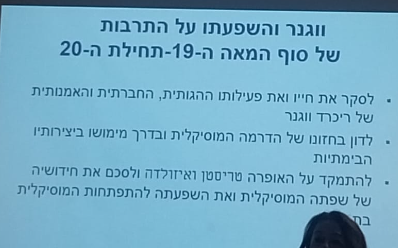 ווגנר והשפעתו על התרבות
של סוף המאה ה-19-תחילת ה-20
▪ לסקר את חייו ואת פעילותו ההגותית, החברתית והאמנותית
של ריכרד ווגנר
▪ לדון בחזונו של הדרמה המוסיקלית ובדרך מימושו ביצירותיו
הבימתיות
▪ להתמקד על האופרה טריסטן ואיזולדה ולסכם את חידושיה
של שפתה המוסיקלית ואת השפעתה להתפתחות המוסיקלית